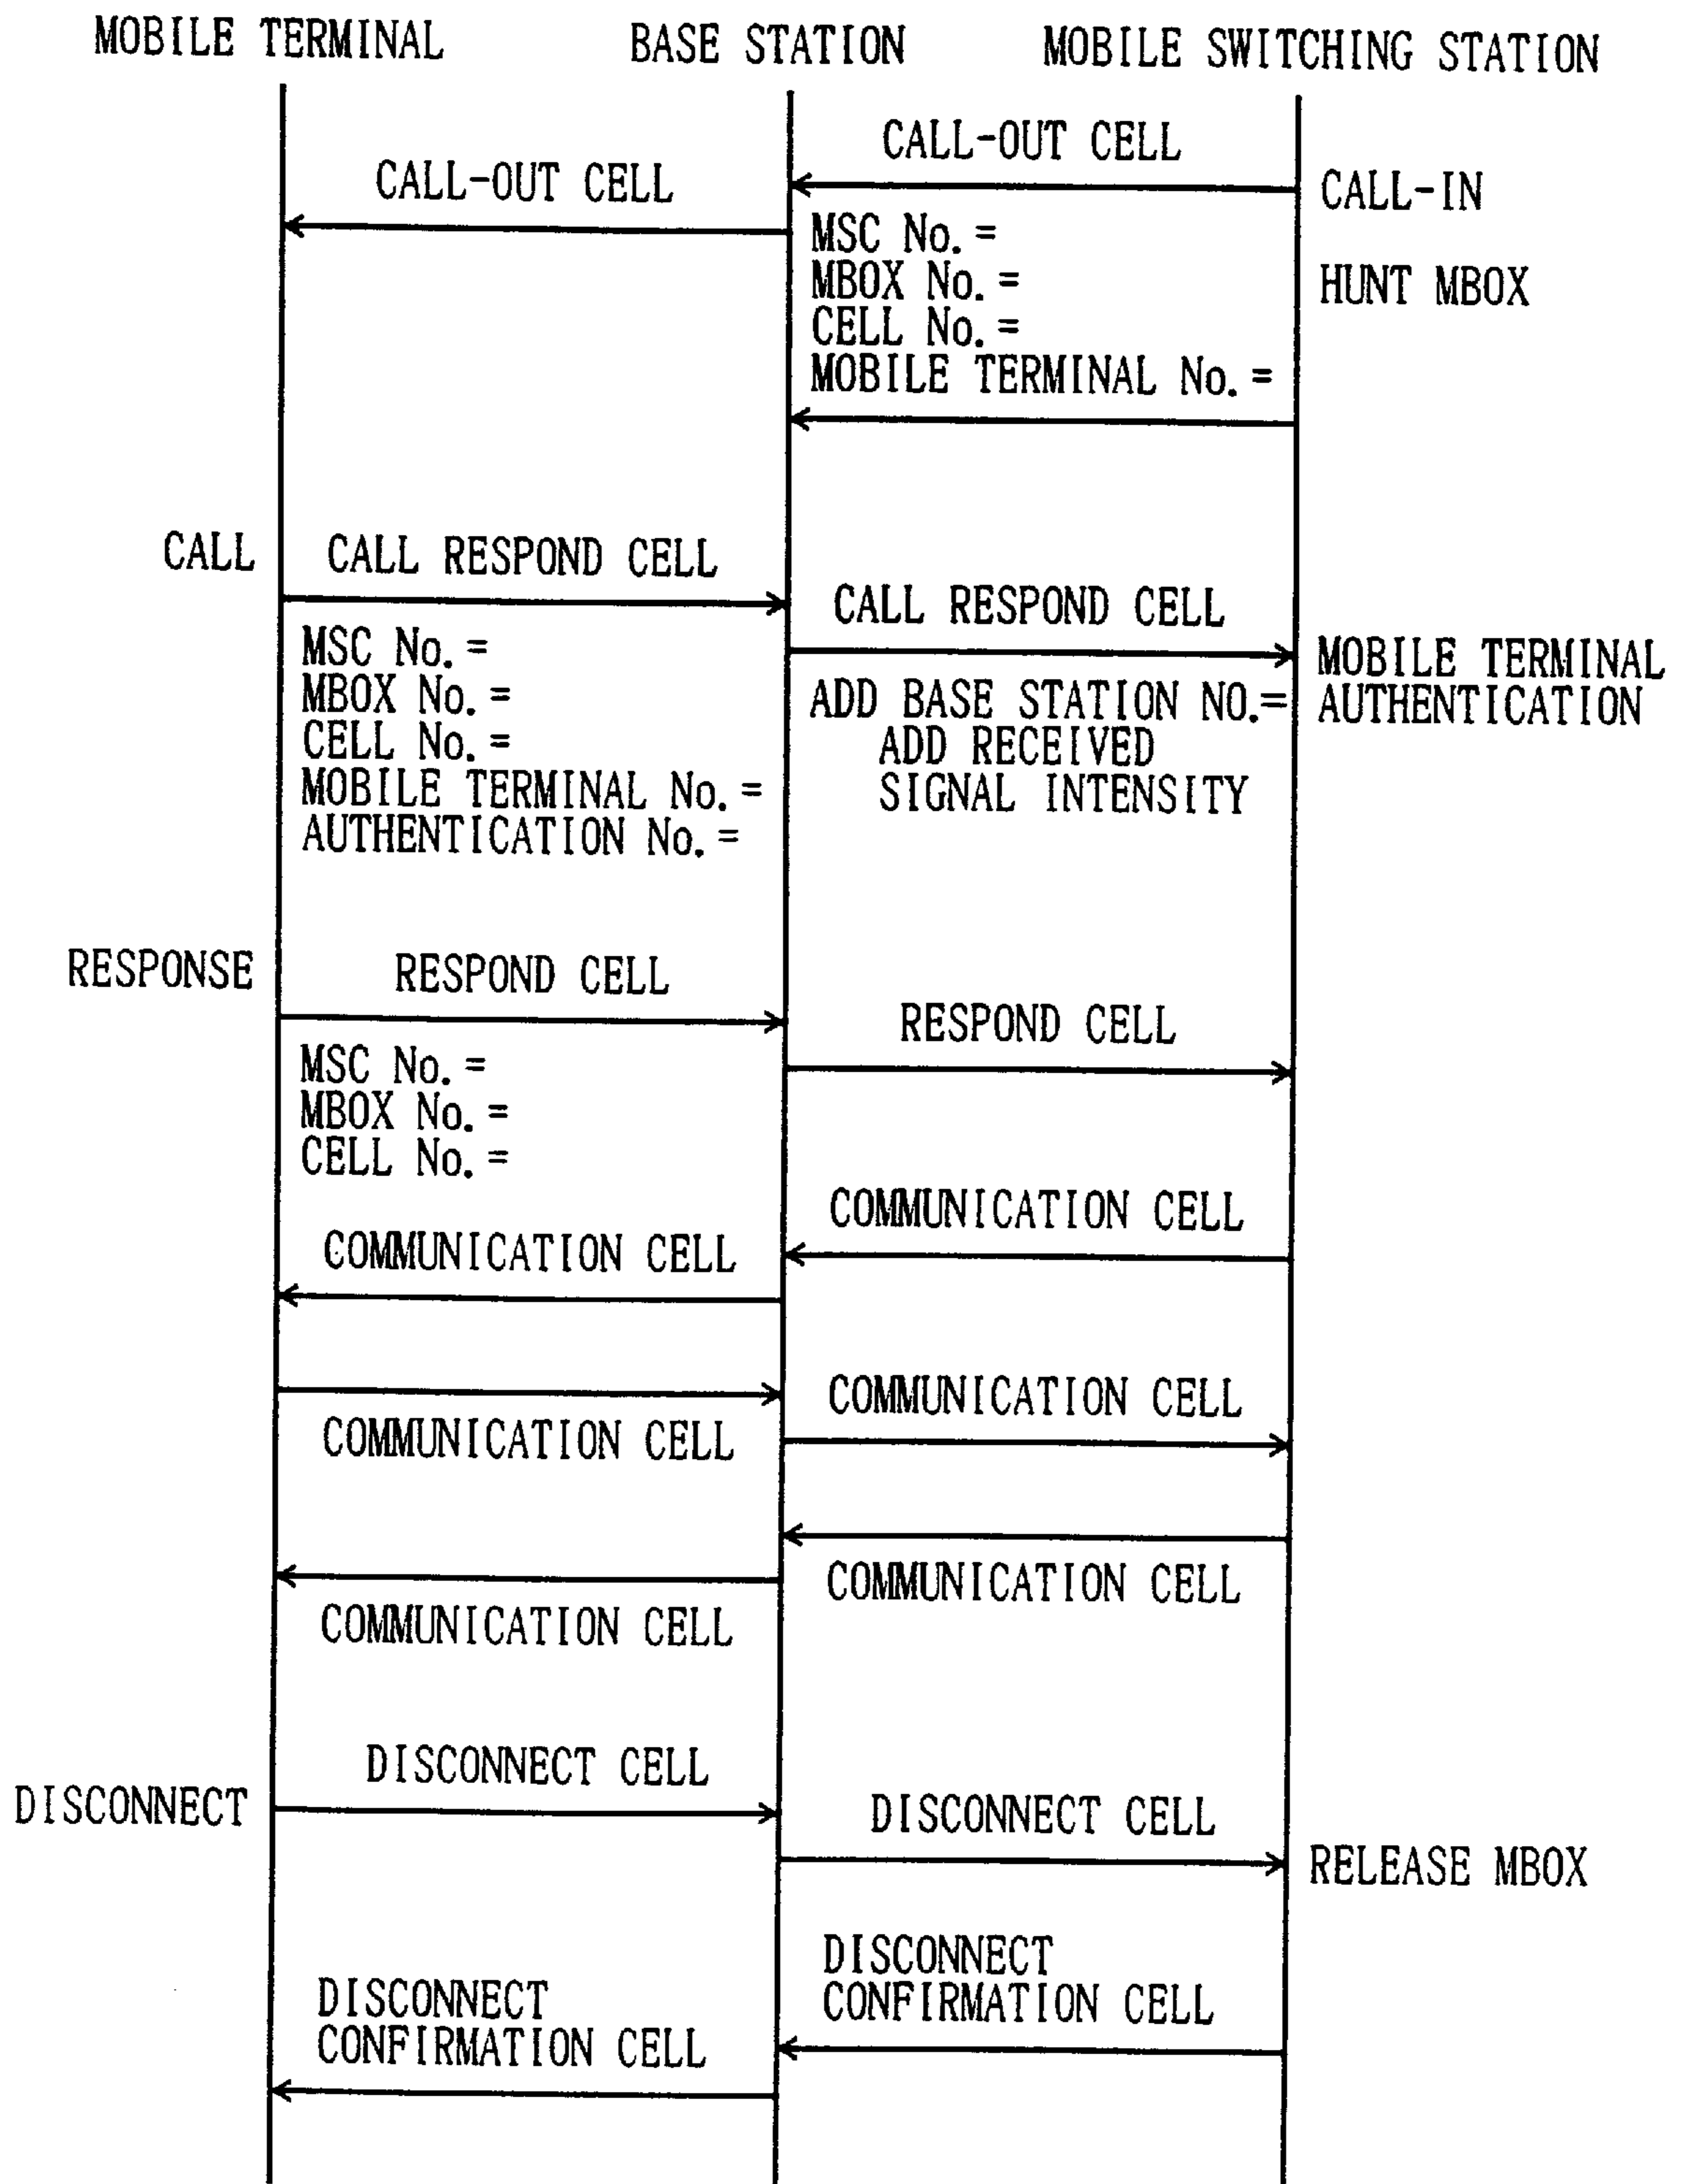 MOBILE TERMINAL
BASE STATION
MOBILE SWITCHING STATION
CALL-OUT CELL
CALL-OUT CELL
CALL-IN
MSC No. =
MBOX No. =
HUNT MBOX
CELL No. =
MOBILE TERMINAL No. =
CALL
CALL RESPOND CELL
CALL RESPOND CELL
MSC No. =
MBOX No. =
CELL No. =
MOBILE TERMINAL No. =
AUTHENTICATION No. =
ADD BASE STATION NO.=
ADD RECEIVED
SIGNAL INTENSITY
MOBILE TERMINAL
AUTHENTICATION
RESPONSE
RESPOND CELL
RESPOND CELL
MSC No. =
MBOX No. =
CELL No. =
COMMUNICATION CELL
COMMUNICATION CELL
COMMUNICATION CELL
COMMUNICATION CELL
COMMUNICATION CELL
COMMUNICATION CELL
DISCONNECT CELL
DISCONNECT
DISCONNECT CELL
RELEASE MBOX
DISCONNECT
CONFIRMATION CELL
DISCONNECT
CONFIRMATION CELL